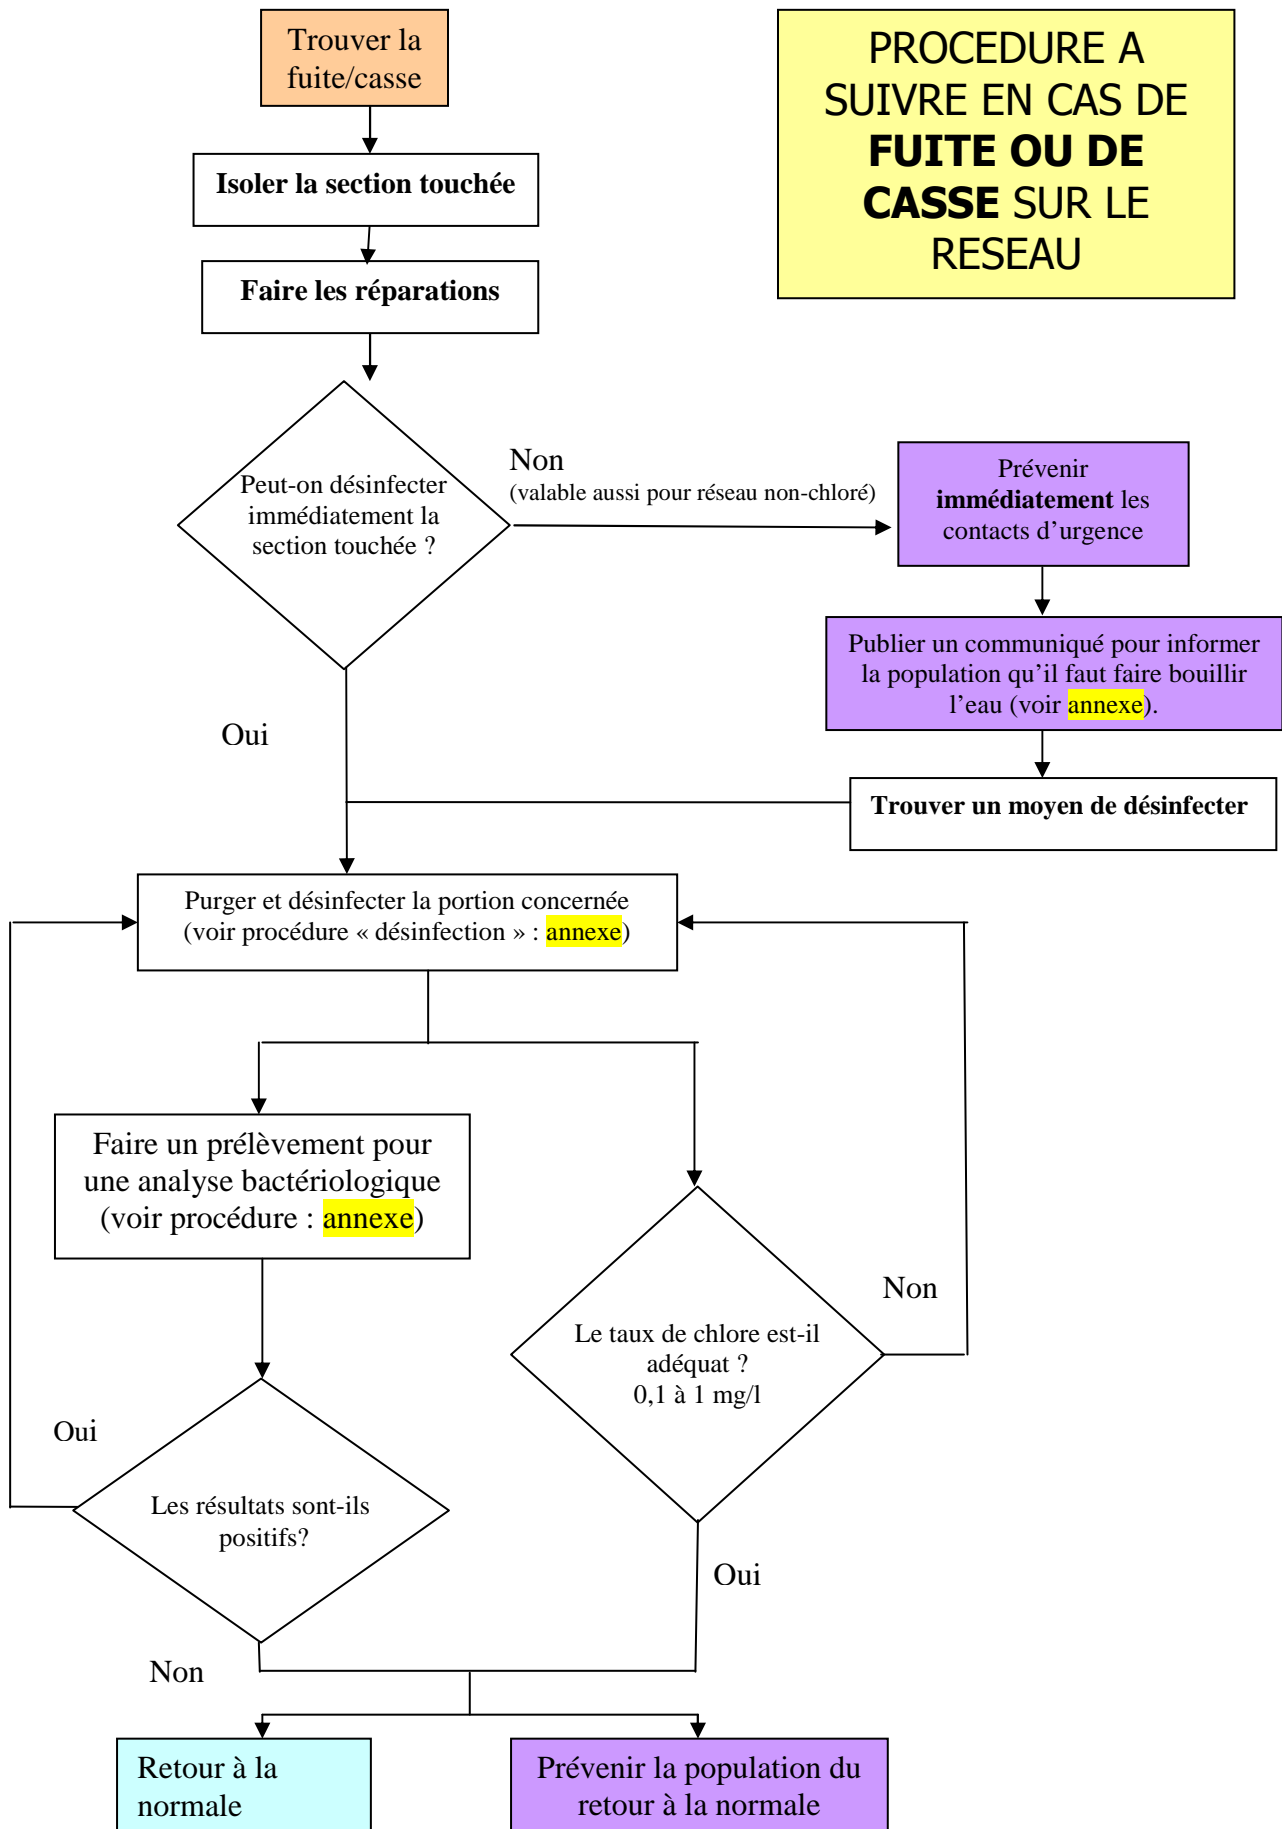 Trouver la
fuite/casse
PROCEDURE A
SUIVRE EN CAS DE
FUITE OU DE
CASSE SUR LE
RESEAU
Isoler la section touchée
Faire les réparations
Peut-on désinfecter
immédiatement la
section touchée ?
Non
(valable aussi pour réseau non-chloré)
Prévenir
immédiatement les
contacts d’urgence
Publier un communiqué pour informer
la population qu’il faut faire bouillir
l’eau (voir annexe).
Oui
Trouver un moyen de désinfecter
Purger et désinfecter la portion concernée
(voir procédure « désinfection » : annexe)
Faire un prélèvement pour
une analyse bactériologique
(voir procédure : annexe)
Non
Le taux de chlore est-il
adéquat ?
0,1 à 1 mg/l
Oui
Les résultats sont-ils
positifs?
Oui
Non
Retour à la
normale
Prévenir la population du
retour à la normale